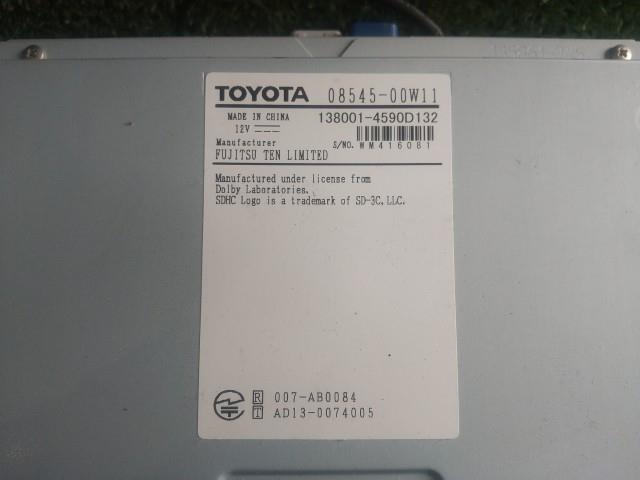 TOYOTA 08545-00W11
MADE IN CHINA 138001-4590D132
12V
S/NO. WM416081
Manufacturer
FUJITSU TEN LIMITED
Manufactured under license from
Dolby Laboratories.
SDHC Logo is a trademark of SD-3C, LLC.
R 007-AB0084
T AD13-0074005